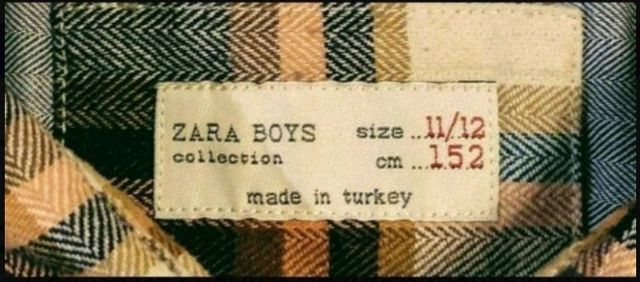 ZARA BOYS size ..11/12
collection cm ..152
made in turkey